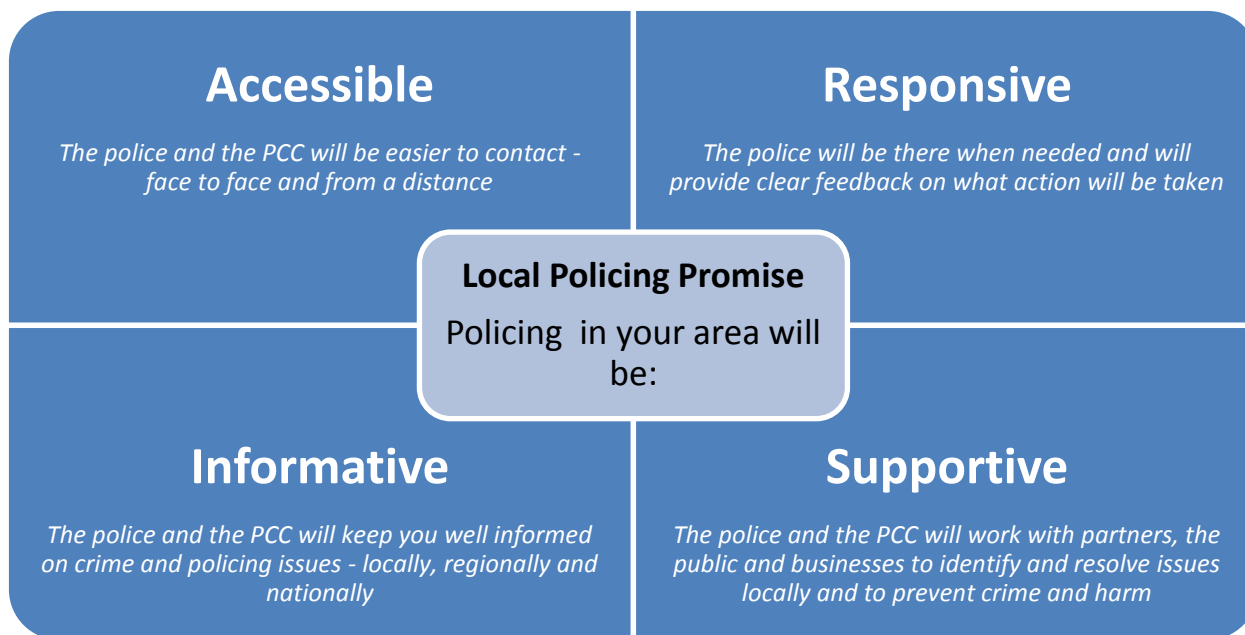 Accessible
The police and the PCC will be easier to contact -
face to face and from a distance
Responsive
The police will be there when needed and will
provide clear feedback on what action will be taken
Local Policing Promise
Policing  in your area will
be:
Informative
The police and the PCC will keep you well informed
on crime and policing issues - locally, regionally and
nationally
Supportive
The police and the PCC will work with partners, the
public and businesses to identify and resolve issues
locally and to prevent crime and harm